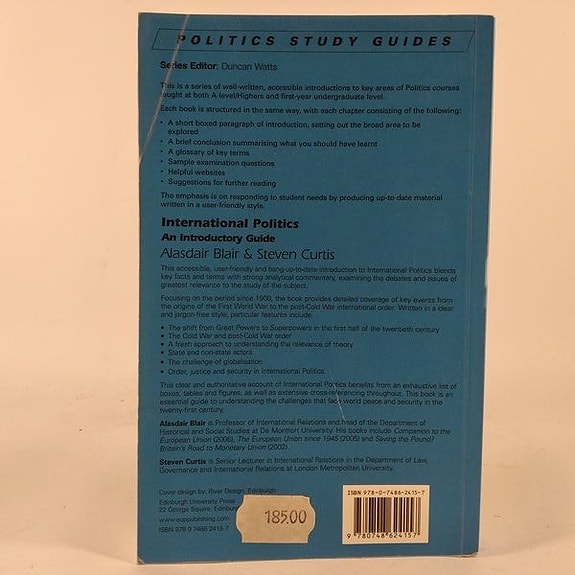 POLITICS STUDY GUIDES
Series Editor: Duncan Watts
This is a series of well-written, accessible introductions to key areas of Politics courses
taught at both A-level/Highers and first-year undergraduate level.
Each book is structured in the same way, with each chapter consisting of the following:
• A short boxed paragraph of introduction, setting out the broad area to be
explored
• A brief conclusion summarising what you should have learnt
• A glossary of key terms
• Sample examination questions
• Helpful websites
• Suggestions for further reading
The emphasis is on responding to student needs by producing up-to-date material
written in a user-friendly style.
International Politics
An Introductory Guide
Alasdair Blair & Steven Curtis
This accessible, user-friendly and bang-up-to-date introduction to International Politics blends
key facts and terms with strong analytical commentary, examining the debates and issues of
greatest relevance to the study of the subject.
Focusing on the period since 1900, the book provides detailed coverage of key events from
the origins of the First World War to the post-Cold War international order. Written in a clear
and jargon-free style, particular features include:
• The shift from Great Powers to Superpowers in the first half of the twentieth century
• The Cold War and post-Cold War order
• A fresh approach to understanding the relevance of theory
• State and non-state actors
• The challenge of globalisation
• Order, justice and security in International Politics
This clear and authoritative account of International Politics benefits from an exhaustive list of
boxes, tables and figures, as well as extensive cross-referencing throughout. This book is an
essential guide to understanding the challenges that face world peace and security in the
twenty-first century.
Alasdair Blair is Professor of International Relations and head of the Department of
Historical and Social Studies at De Montfort University. His books include Companion to the
European Union (2006), The European Union since 1945 (2005) and Saving the Pound?
Britain's Road to Monetary Union (2002).
Steven Curtis is Senior Lecturer in International Relations in the Department of Law,
Governance and International Relations at London Metropolitan University.
Cover design by: River Design, Edinburgh
Edinburgh University Press
22 George Square,
www.euppublishing.com
ISBN 978 0 7486 2415 7
185.00
ISBN 978-0-7486-2415-7
9 780748 624157